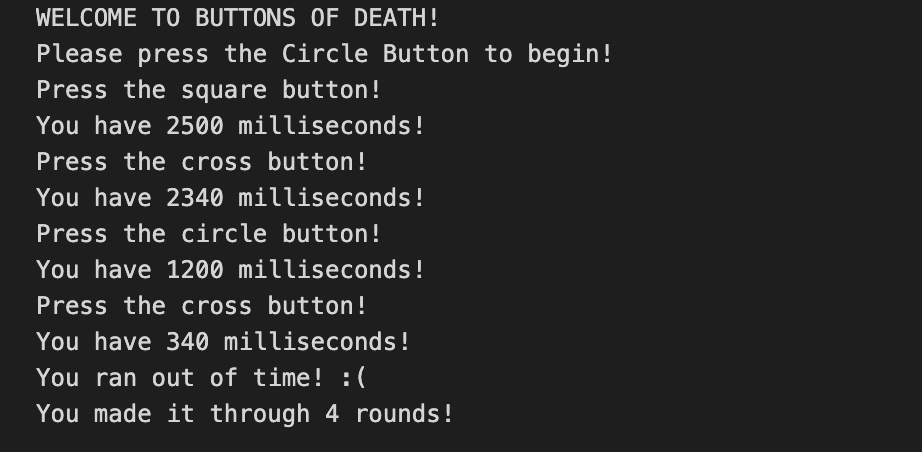 WELCOME TO BUTTONS OF DEATH!
Please press the Circle Button to begin!
Press the square button!
You have 2500 milliseconds!
Press the cross button!
You have 2340 milliseconds!
Press the circle button!
You have 1200 milliseconds!
Press the cross button!
You have 340 milliseconds!
You ran out of time! :(
You made it through 4 rounds!